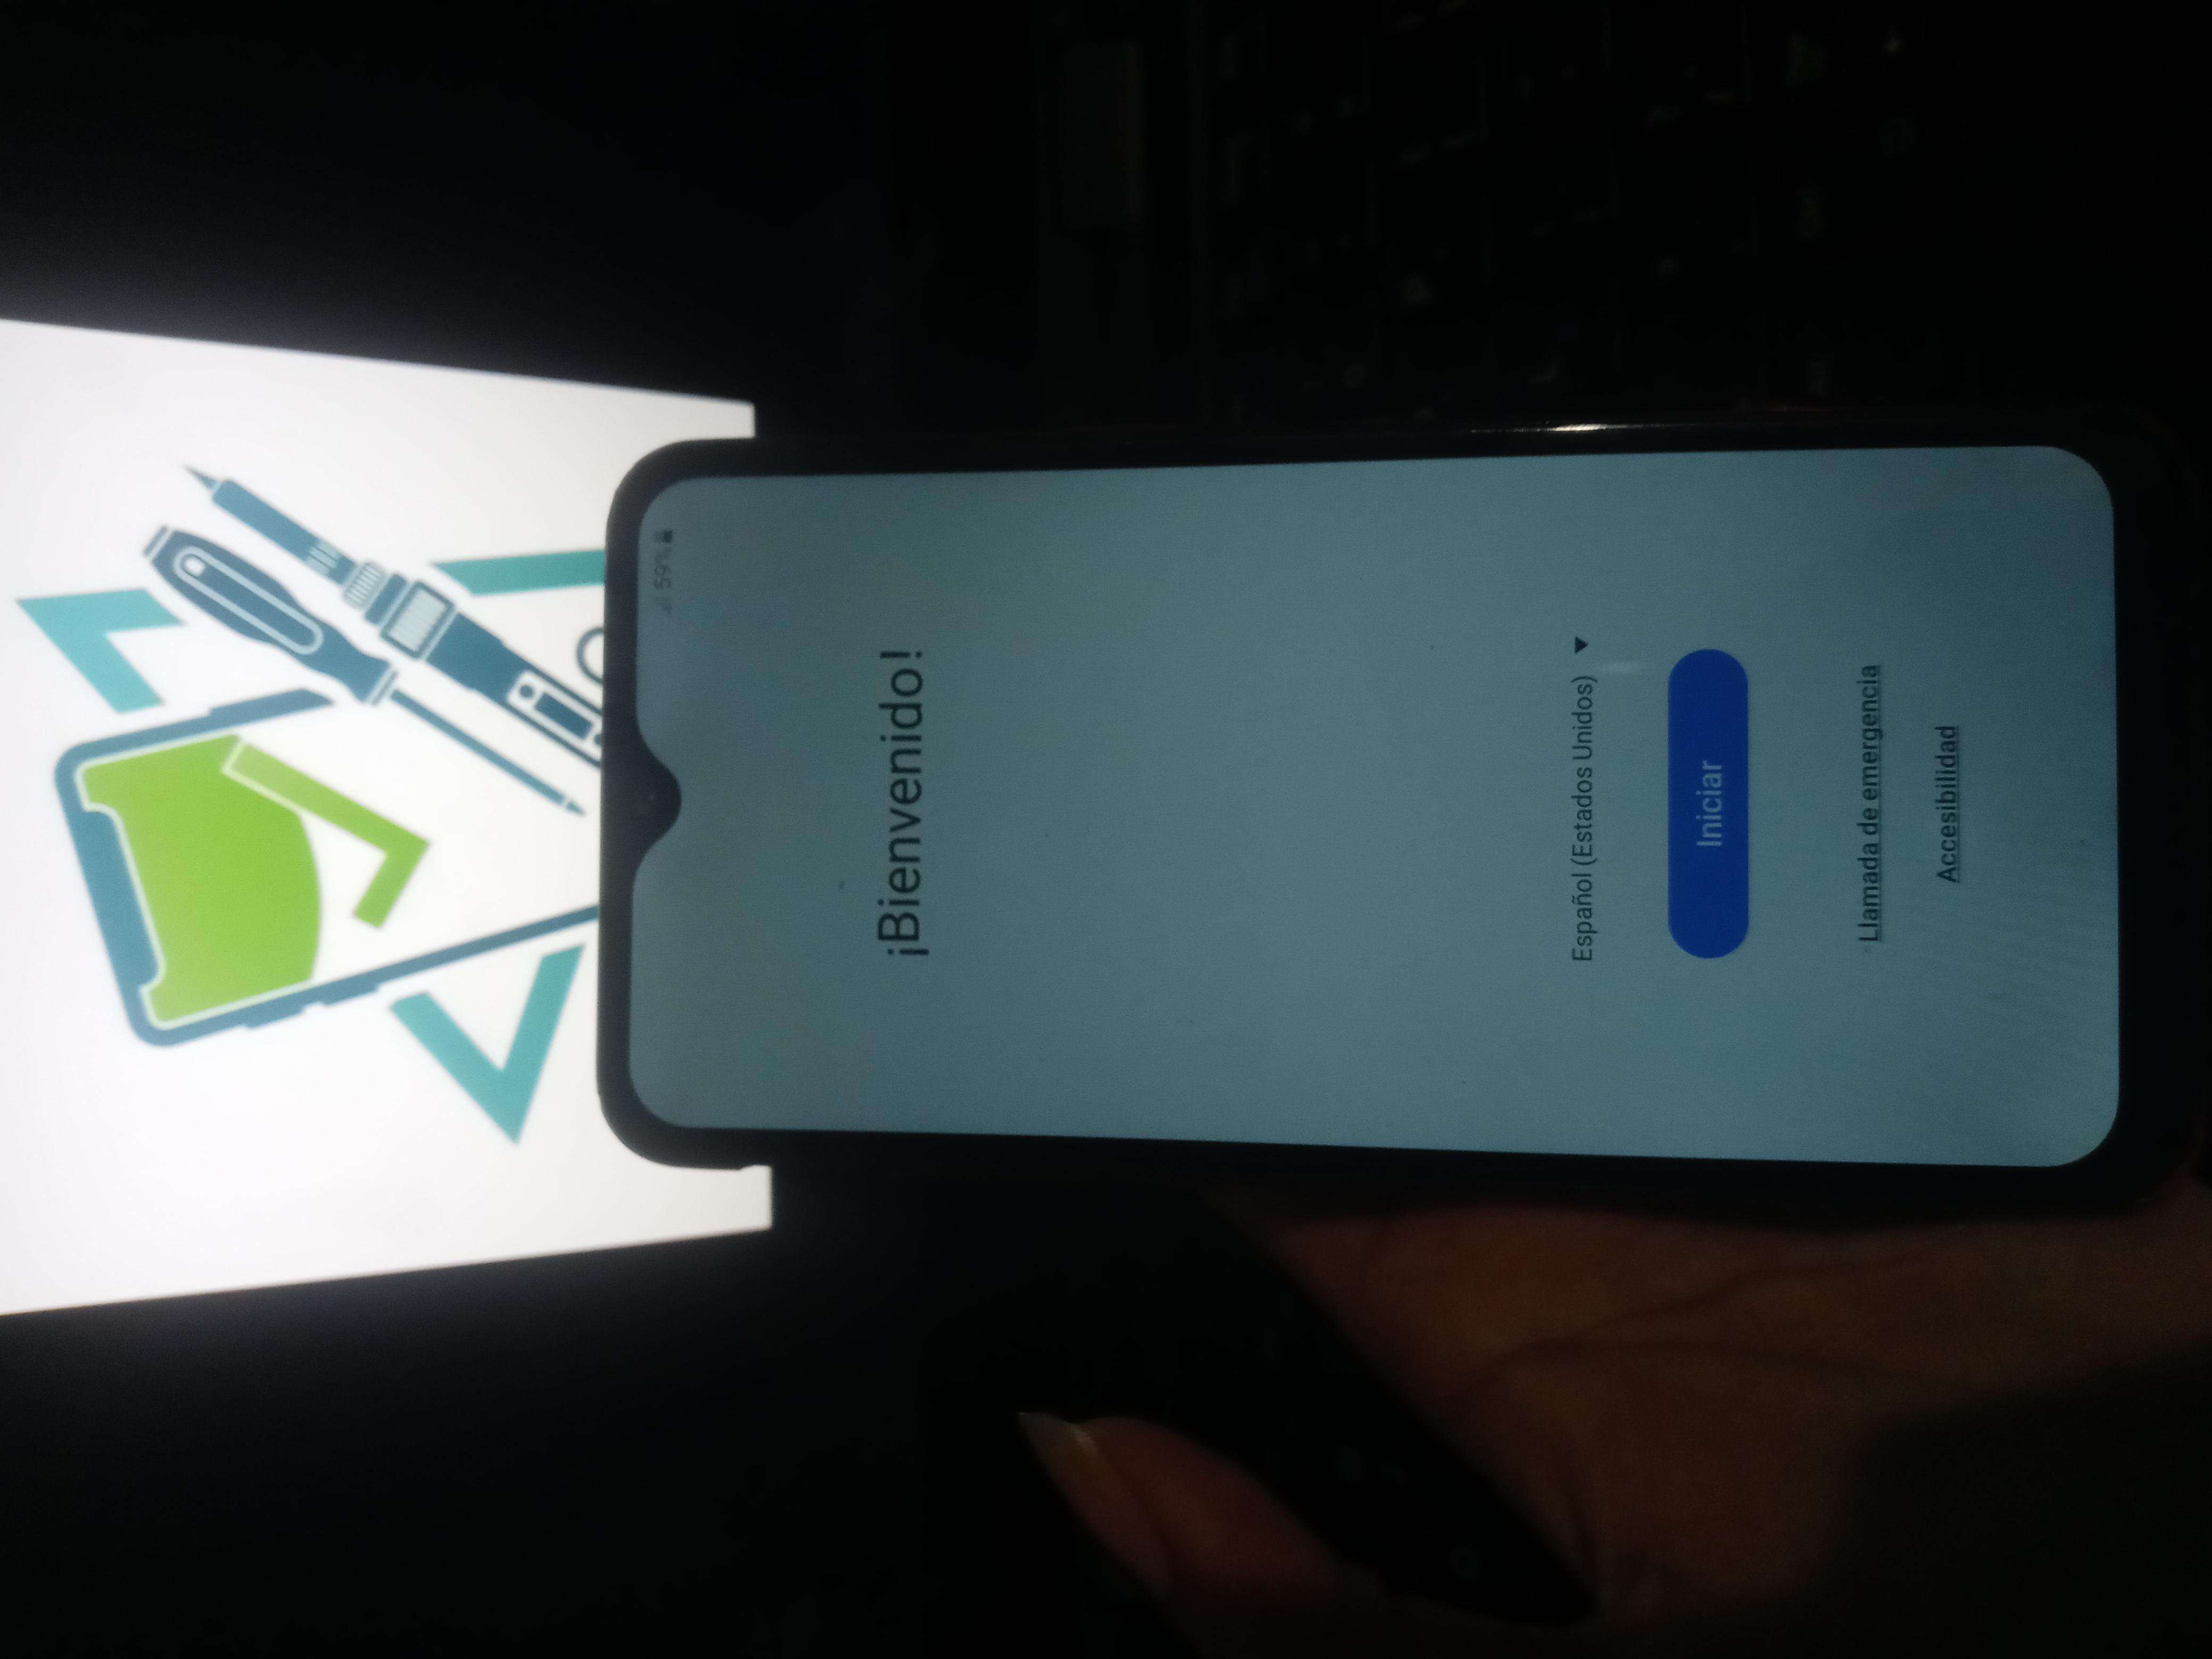 59%
¡Bienvenido!
Español (Estados Unidos)
Iniciar
Llamada de emergencia
Accesibilidad